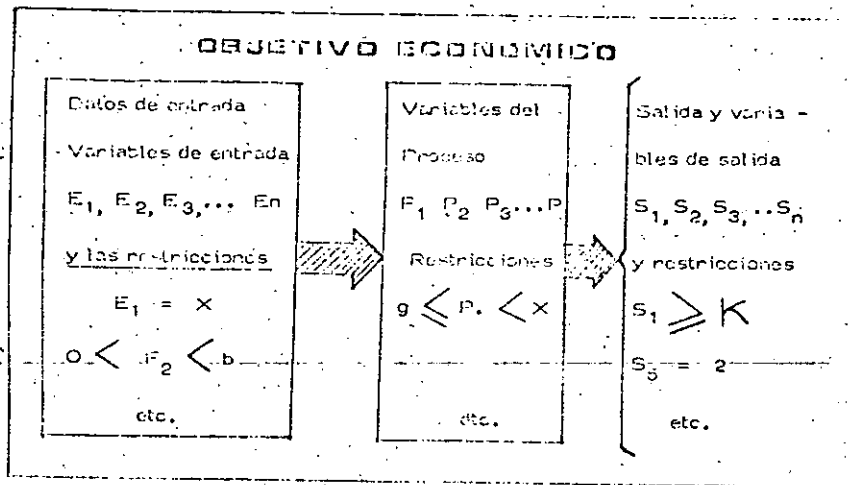 OBJETIVO ECONOMICO
Datos de entrada
Variables de entrada
E1, E2, E3,... En
y las restricciones
E1 = x
O < E2 < b
etc.
Variables del
Proceso
P1 P2 P3...P
Restricciones
g ≤ P. < x
etc.
Salida y varia -
bles de salida
S1, S2, S3, ..Sn
y restricciones
S1 ≥ K
S5 = 2
etc.